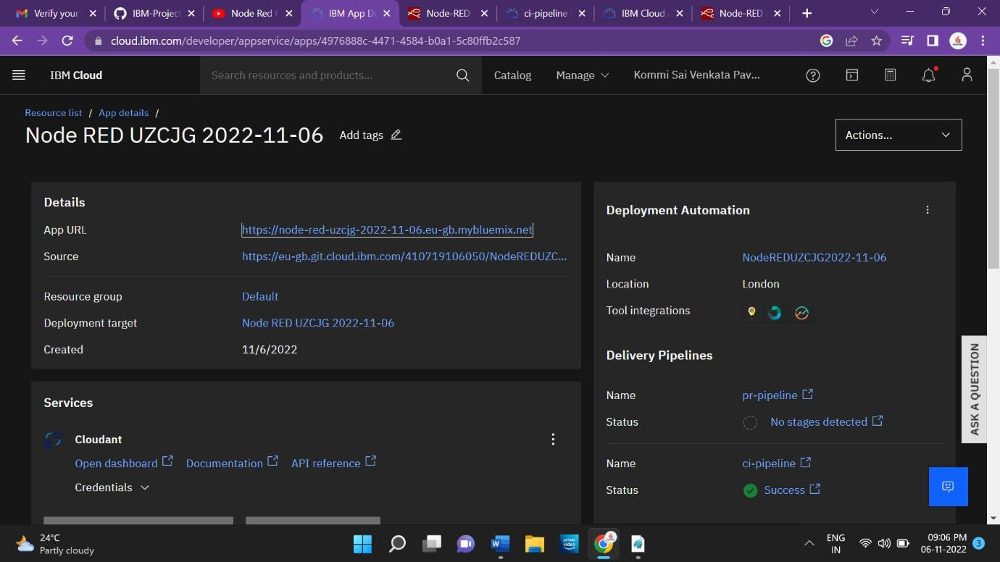 Verify your
IBM-Project
Node Red
IBM App D
Node-RED
ci-pipeline
IBM Cloud
Node-RED
cloud.ibm.com/developer/appservice/apps/4976888c-4471-4584-b0a1-5c80ffb2c587
IBM Cloud
Search resources and products...
Catalog
Manage
Kommi Sai Venkata Pav...
Resource list / App details /
Node RED UZCJG 2022-11-06
Add tags
Actions...
Details
App URL
https://node-red-uzcjg-2022-11-06.eu-gb.mybluemix.net
Source
https://eu-gb.git.cloud.ibm.com/410719106050/NodeREDUZC...
Resource group
Default
Deployment target
Node RED UZCJG 2022-11-06
Created
11/6/2022
Services
Cloudant
Open dashboard
Documentation
API reference
Credentials
Deployment Automation
Name
NodeREDUZCJG2022-11-06
Location
London
Tool integrations
Delivery Pipelines
Name
pr-pipeline
Status
No stages detected
Name
ci-pipeline
Status
Success
ASK A QUESTION
24°C
Partly cloudy
prime video
ENG
IN
09:06 PM
06-11-2022
3